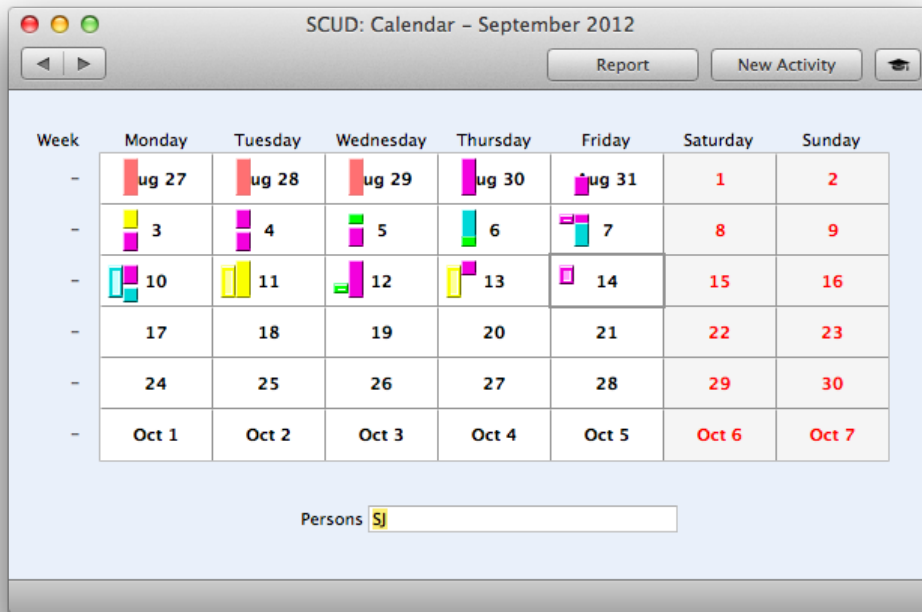 SCUD: Calendar – September 2012
Report New Activity
Week Monday Tuesday Wednesday Thursday Friday Saturday Sunday
– ug 27 ug 28 ug 29 ug 30 ug 31 1 2
– 3 4 5 6 7 8 9
– 10 11 12 13 14 15 16
– 17 18 19 20 21 22 23
– 24 25 26 27 28 29 30
– Oct 1 Oct 2 Oct 3 Oct 4 Oct 5 Oct 6 Oct 7
Persons SJ